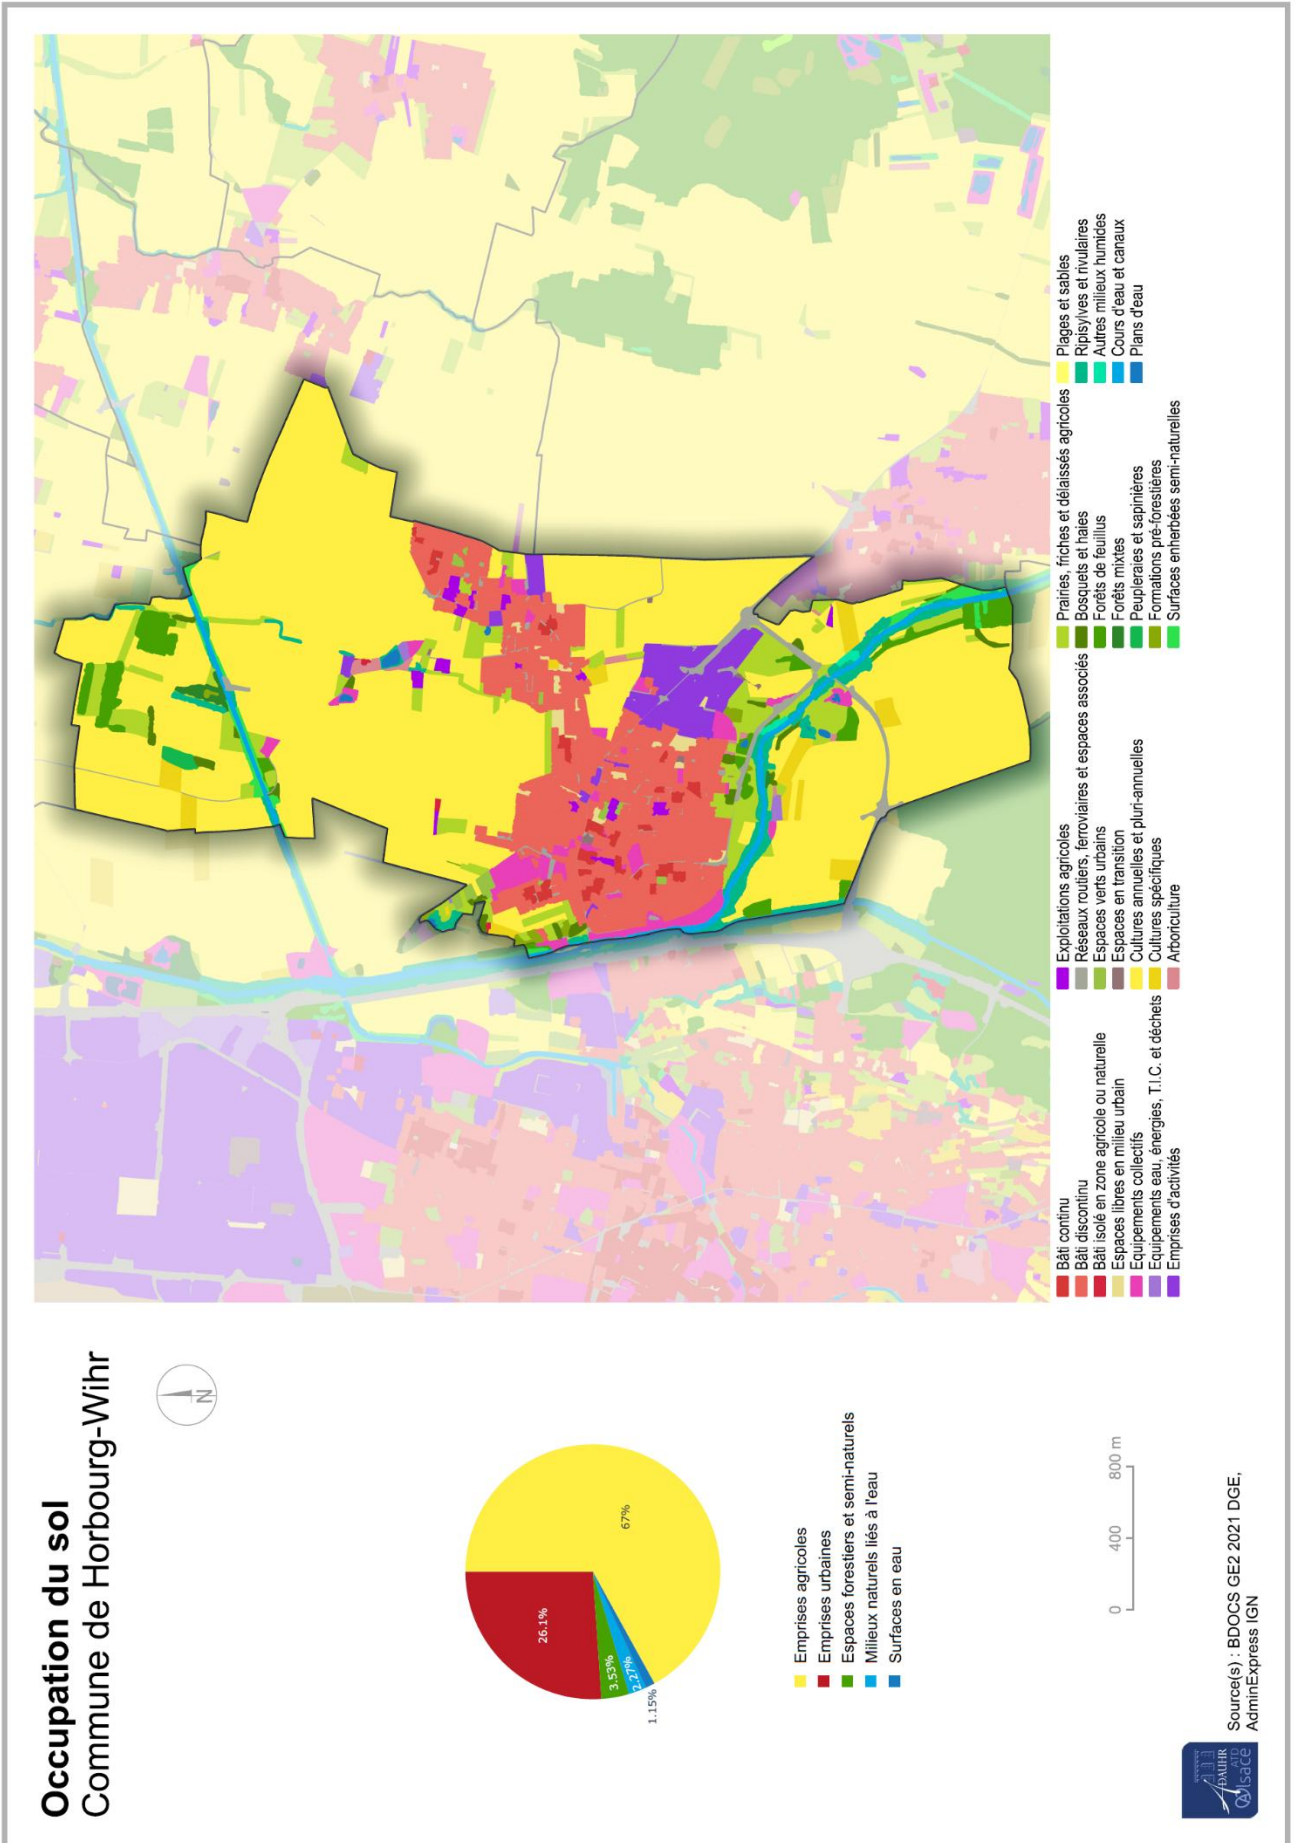 Occupation du sol
Commune de Horbourg-Wihr
N
67%
26.1%
3.53%
2.27%
1.15%
Emprises agricoles
Emprises urbaines
Espaces forestiers et semi-naturels
Milieux naturels liés à l'eau
Surfaces en eau
0 400 800 m
Source(s) : BDOCS GE2 2021 DGE,
AdminExpress IGN
ADAUHR
ATD
Alsace
Bâti continu
Bâti discontinu
Bâti isolé en zone agricole ou naturelle
Espaces libres en milieu urbain
Equipements collectifs
Equipements eau, énergies, T.I.C. et déchets
Emprises d'activités
Exploitations agricoles
Réseaux routiers, ferroviaires et espaces associés
Espaces verts urbains
Espaces en transition
Cultures annuelles et pluri-annuelles
Cultures spécifiques
Arboriculture
Prairies, friches et délaissés agricoles
Bosquets et haies
Forêts de feuillus
Forêts mixtes
Peupleraies et sapinières
Formations pré-forestières
Surfaces enherbées semi-naturelles
Plages et sables
Ripisylves et rivulaires
Autres milieux humides
Cours d'eau et canaux
Plans d'eau